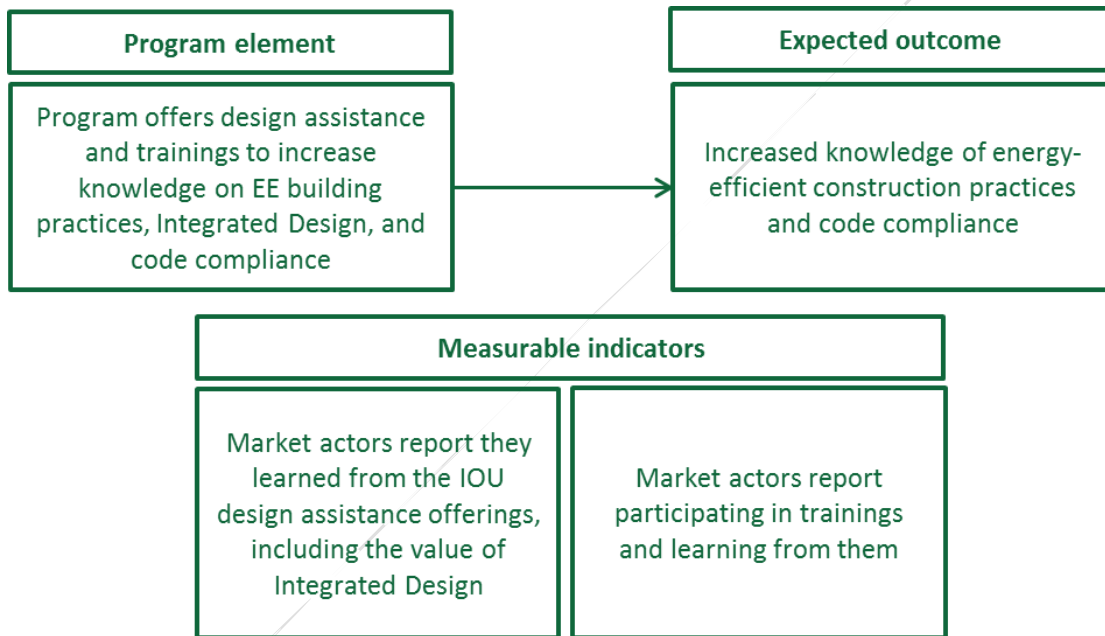 Program element
Program offers design assistance
and trainings to increase
knowledge on EE building
practices, Integrated Design, and
code compliance
Expected outcome
Increased knowledge of energy-
efficient construction practices
and code compliance
Measurable indicators
Market actors report they
learned from the IOU
design assistance offerings,
including the value of
Integrated Design
Market actors report
participating in trainings
and learning from them